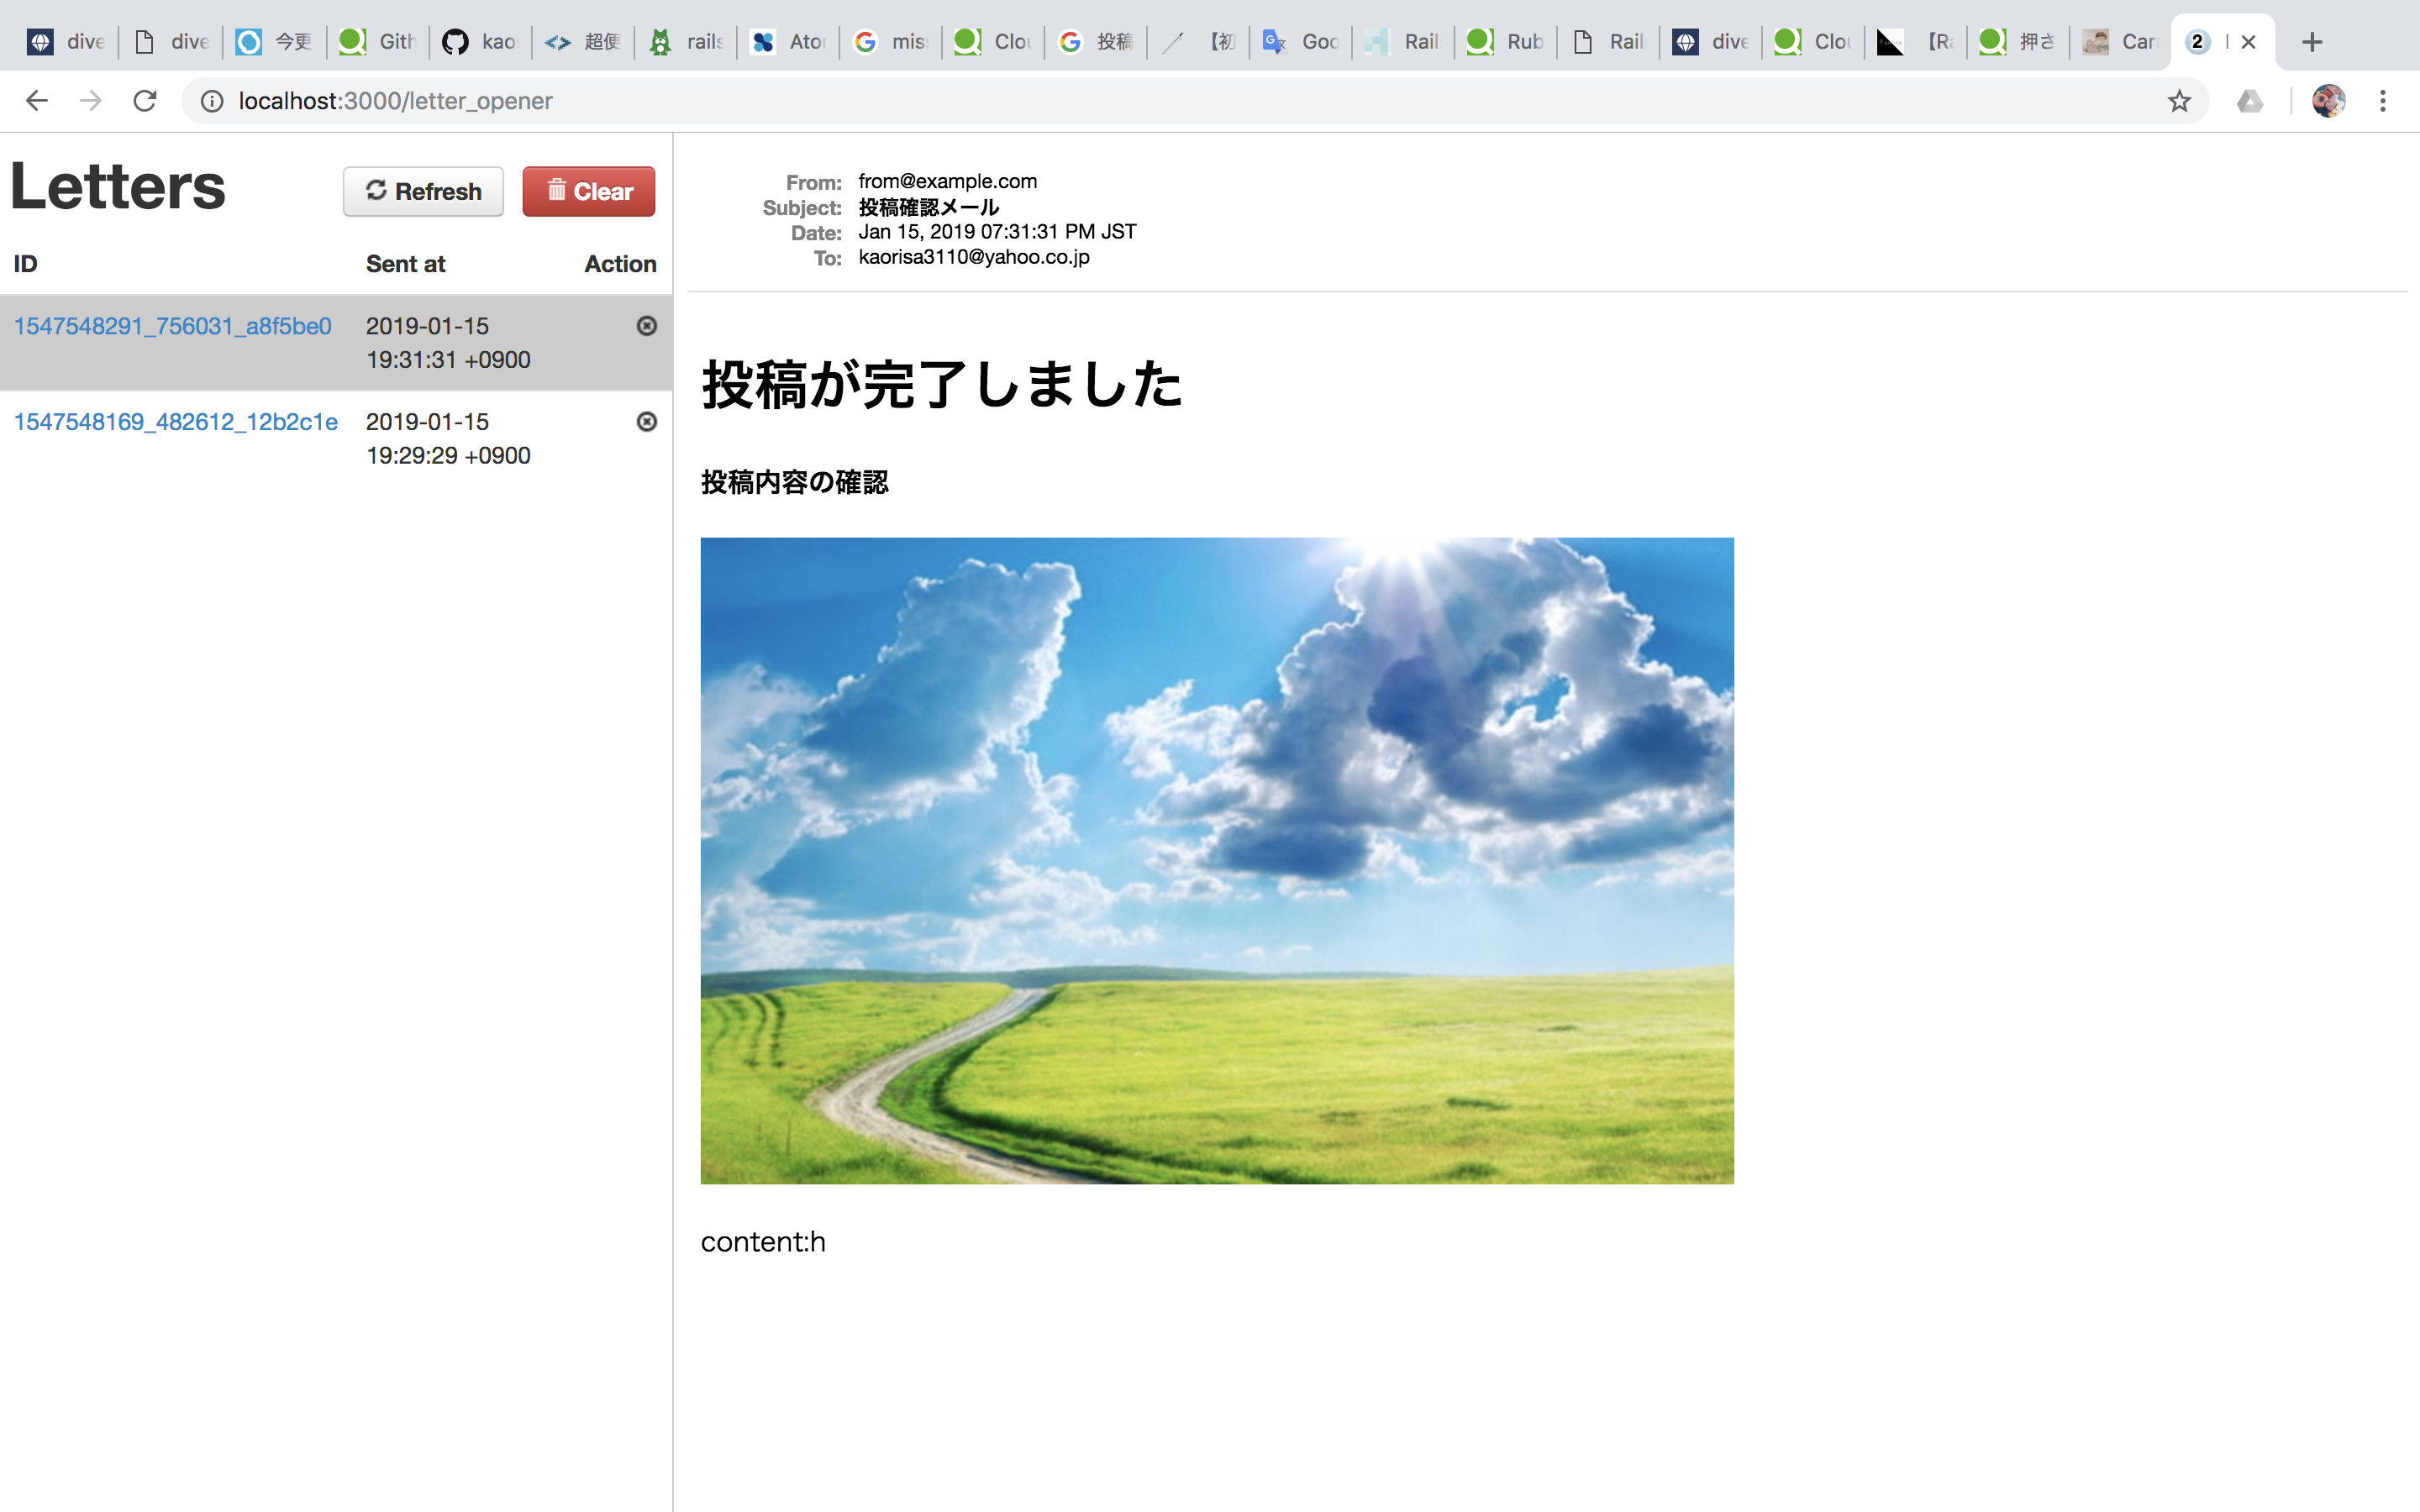 dive
dive
今更
Gith
kao
超便
rails
Ato
mis
Clou
投稿
【初
Goo
Rail
Rub
Rail
dive
Clou
【Ra
押さ
Car
2
localhost:3000/letter_opener
Letters
Refresh
Clear
ID Sent at Action
1547548291_756031_a8f5be0 2019-01-15
19:31:31 +0900
1547548169_482612_12b2c1e 2019-01-15
19:29:29 +0900
From: from@example.com
Subject: 投稿確認メール
Date: Jan 15, 2019 07:31:31 PM JST
To: kaorisa3110@yahoo.co.jp
投稿が完了しました
投稿内容の確認
content:h